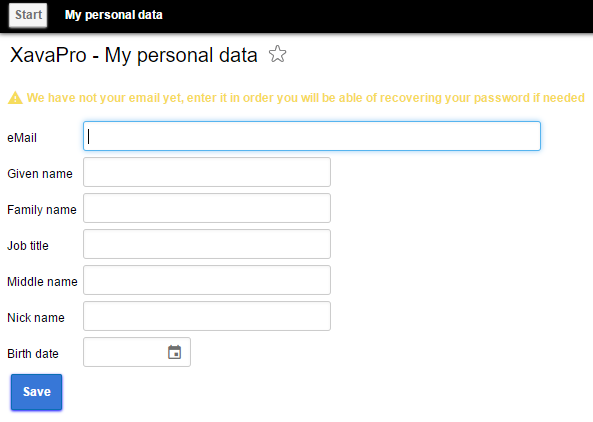 Start My personal data
XavaPro - My personal data
We have not your email yet, enter it in order you will be able of recovering your password if needed
eMail
Given name
Family name
Job title
Middle name
Nick name
Birth date
Save